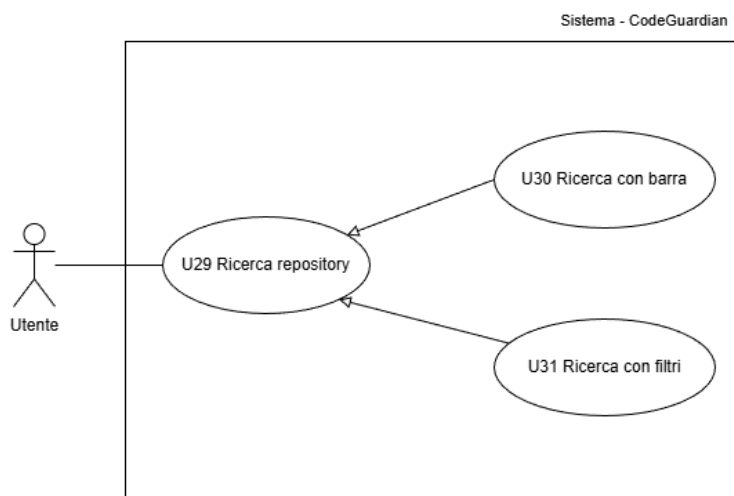 Sistema - CodeGuardian
U30 Ricerca con barra
U29 Ricerca repository
Utente
U31 Ricerca con filtri